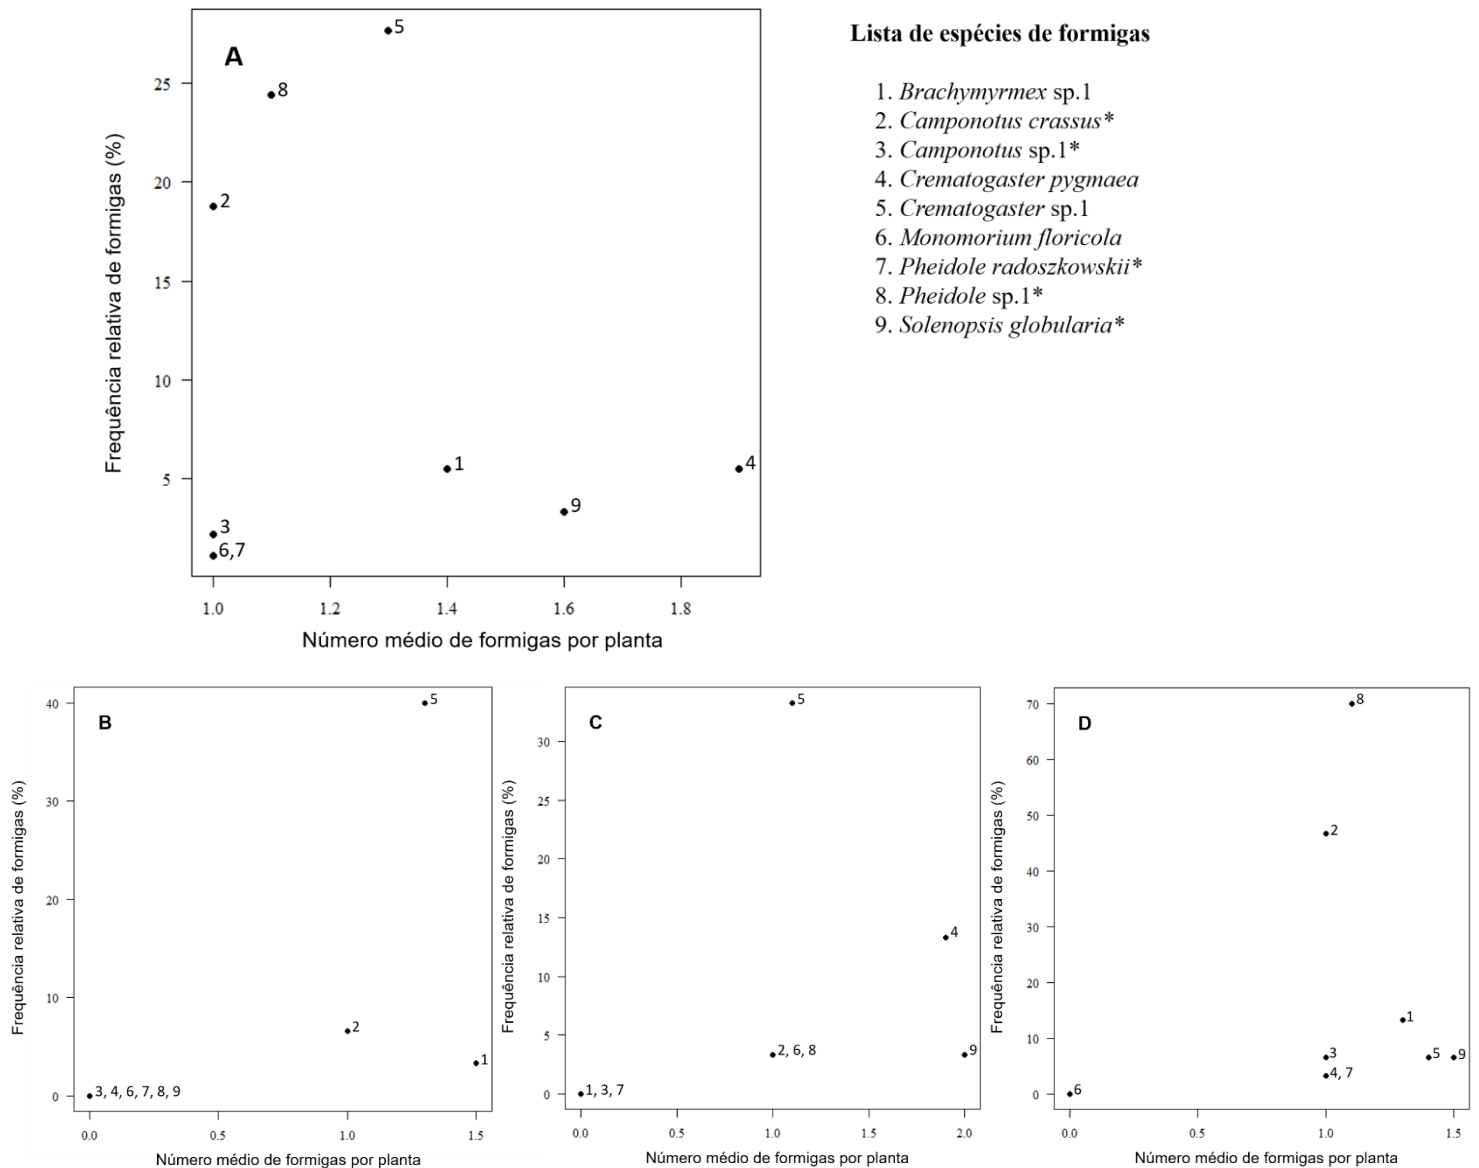 A
Frequência relativa de formigas (%)
25
20
15
10
5
5
8
2
1
4
9
3
6,7
1.0 1.2 1.4 1.6 1.8
Número médio de formigas por planta
Lista de espécies de formigas
1. Brachymyrmex sp.1
2. Camponotus crassus*
3. Camponotus sp.1*
4. Crematogaster pygmaea
5. Crematogaster sp.1
6. Monomorium floricola
7. Pheidole radoszkowskii*
8. Pheidole sp.1*
9. Solenopsis globularia*
B
Frequência relativa de formigas (%)
40
30
20
10
0
5
2
1
3, 4, 6, 7, 8, 9
0.0 0.5 1.0 1.5
Número médio de formigas por planta
C
Frequência relativa de formigas (%)
30
25
20
15
10
5
0
5
4
2, 6, 8
9
1, 3, 7
0.0 0.5 1.0 1.5 2.0
Número médio de formigas por planta
D
Frequência relativa de formigas (%)
70
60
50
40
30
20
10
0
8
2
1
3
5
9
4, 7
6
0.0 0.5 1.0 1.5
Número médio de formigas por planta